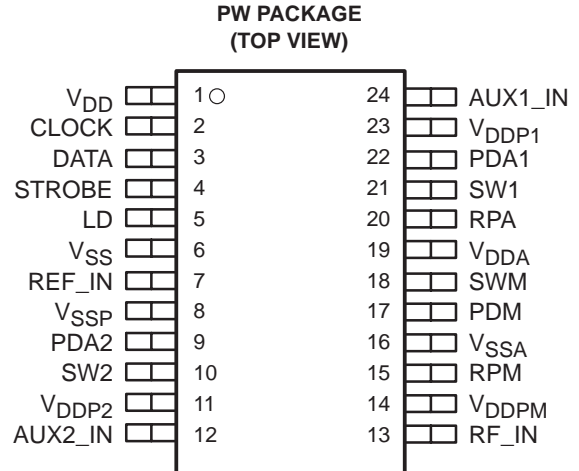 PW PACKAGE
(TOP VIEW)
VDD 1 24 AUX1_IN
CLOCK 2 23 VDDP1
DATA 3 22 PDA1
STROBE 4 21 SW1
LD 5 20 RPA
VSS 6 19 VDDA
REF_IN 7 18 SWM
VSSP 8 17 PDM
PDA2 9 16 VSSA
SW2 10 15 RPM
VDDP2 11 14 VDDPM
AUX2_IN 12 13 RF_IN